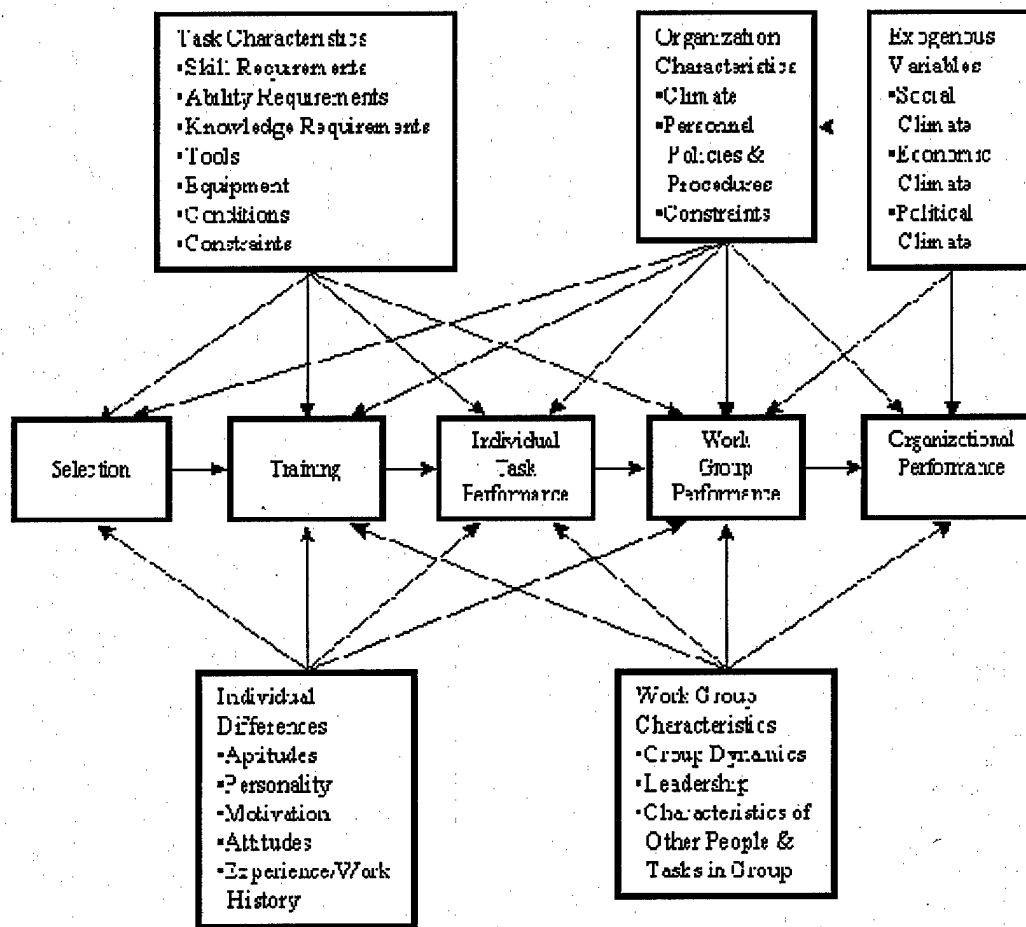 Task Characteristics
▪Skill Requirements
▪Ability Requirements
▪Knowledge Requirements
▪Tools
▪Equipment
▪Conditions
▪Constraints
Organization
Characteristics
▪Climate
▪Personnel
Policies &
Procedures
▪Constraints
Exogenous
Variables
▪Social
Climate
▪Economic
Climate
▪Political
Climate
Selection
Training
Individual
Task
Performance
Work
Group
Performance
Organizational
Performance
Individual
Differences
▪Aptitudes
▪Personality
▪Motivation
▪Attitudes
▪Experience/Work
History
Work Group
Characteristics
▪Group Dynamics
▪Leadership
▪Characteristics of
Other People &
Tasks in Group